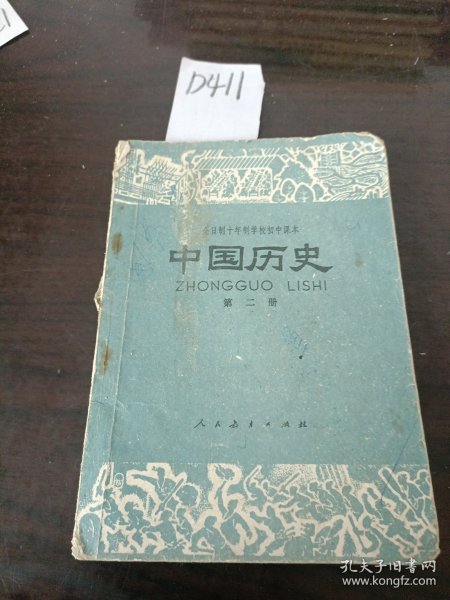 D411
全日制十年制学校初中课本
中国历史
ZHONGGUO LISHI
第二册
人民教育出版社
孔夫子旧书网
www.kongfz.com